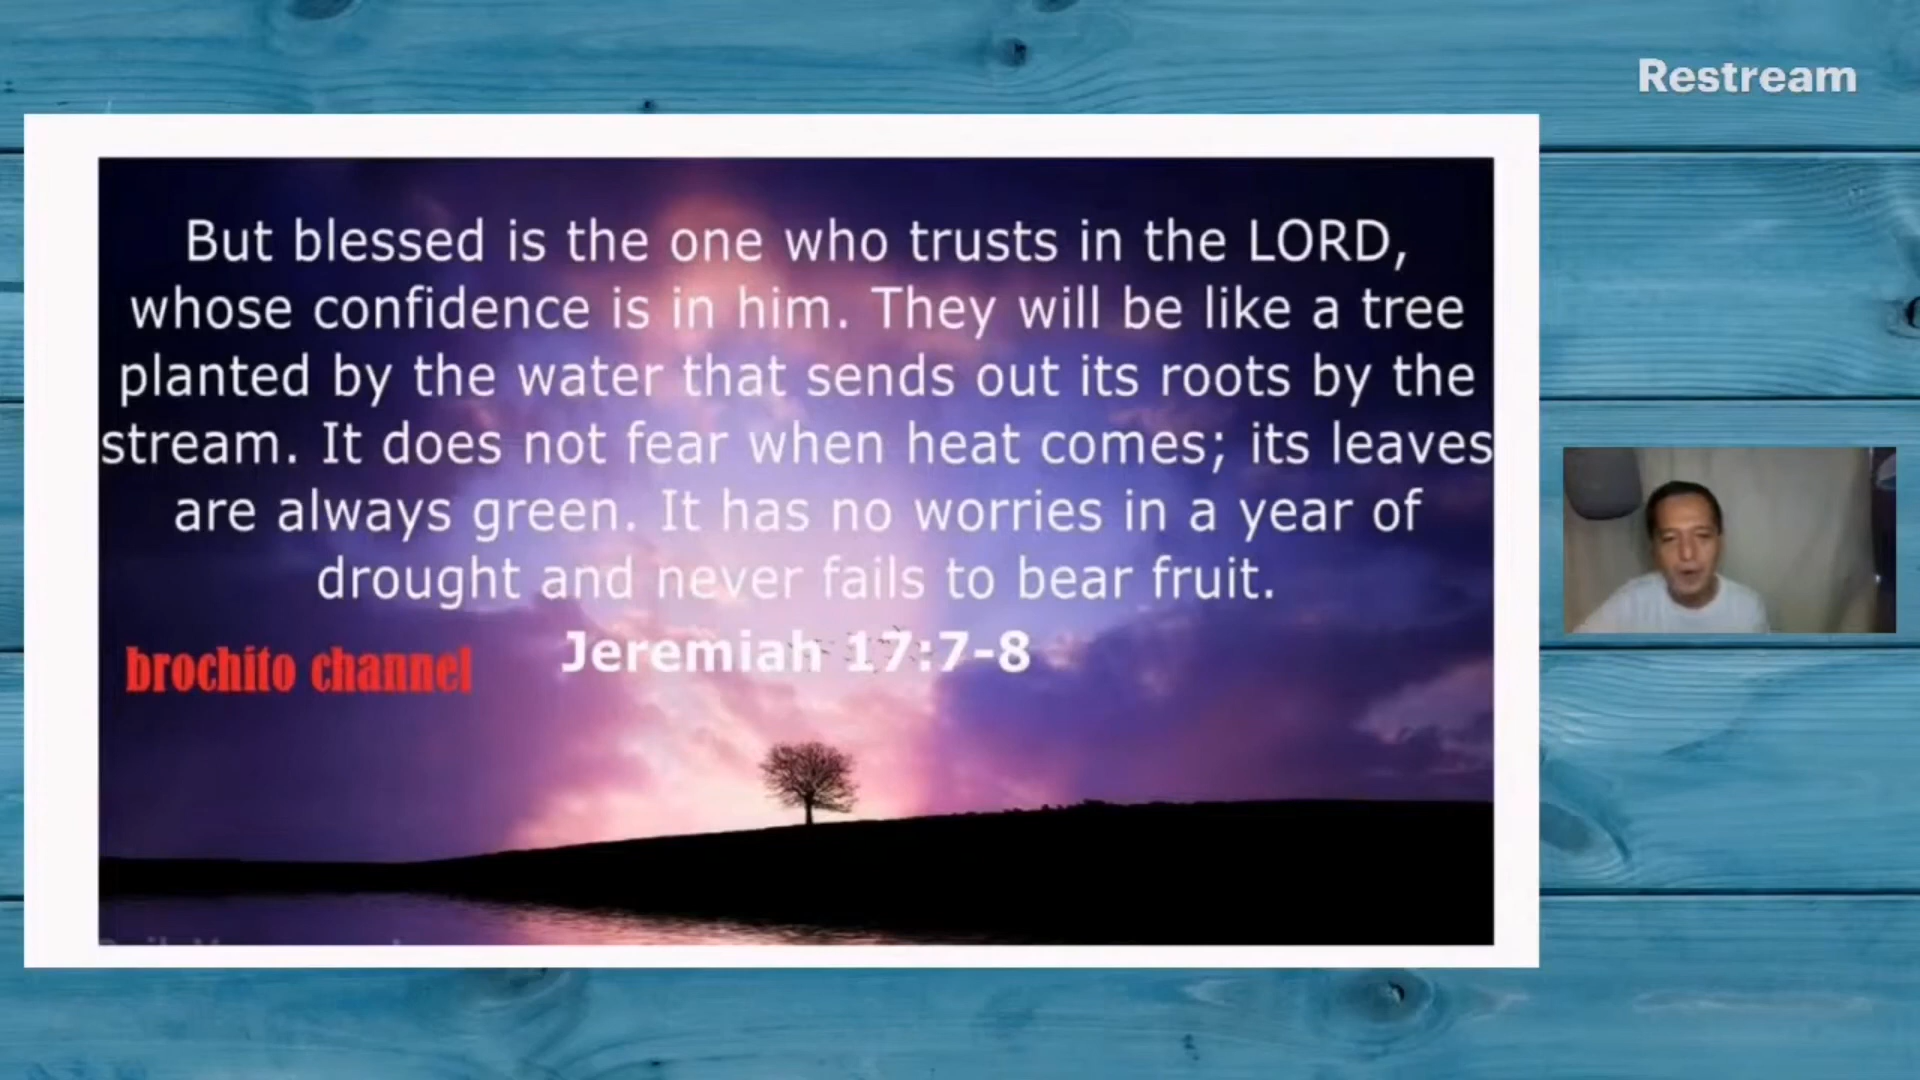 Restream
But blessed is the one who trusts in the LORD,
whose confidence is in him. They will be like a tree
planted by the water that sends out its roots by the
stream. It does not fear when heat comes; its leaves
are always green. It has no worries in a year of
drought and never fails to bear fruit.
Jeremiah 17:7-8
brochito channel